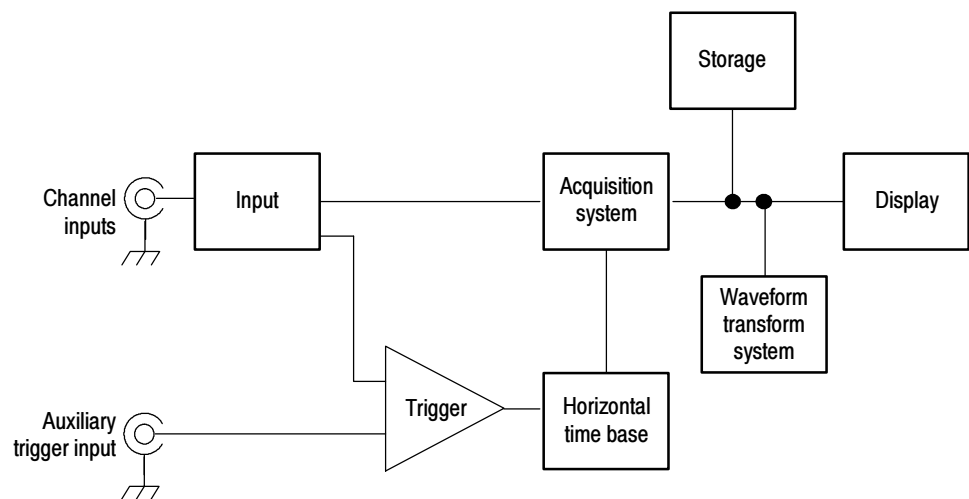 Storage
Channel
inputs
Input
Acquisition
system
Display
Waveform
transform
system
Auxiliary
trigger input
Trigger
Horizontal
time base